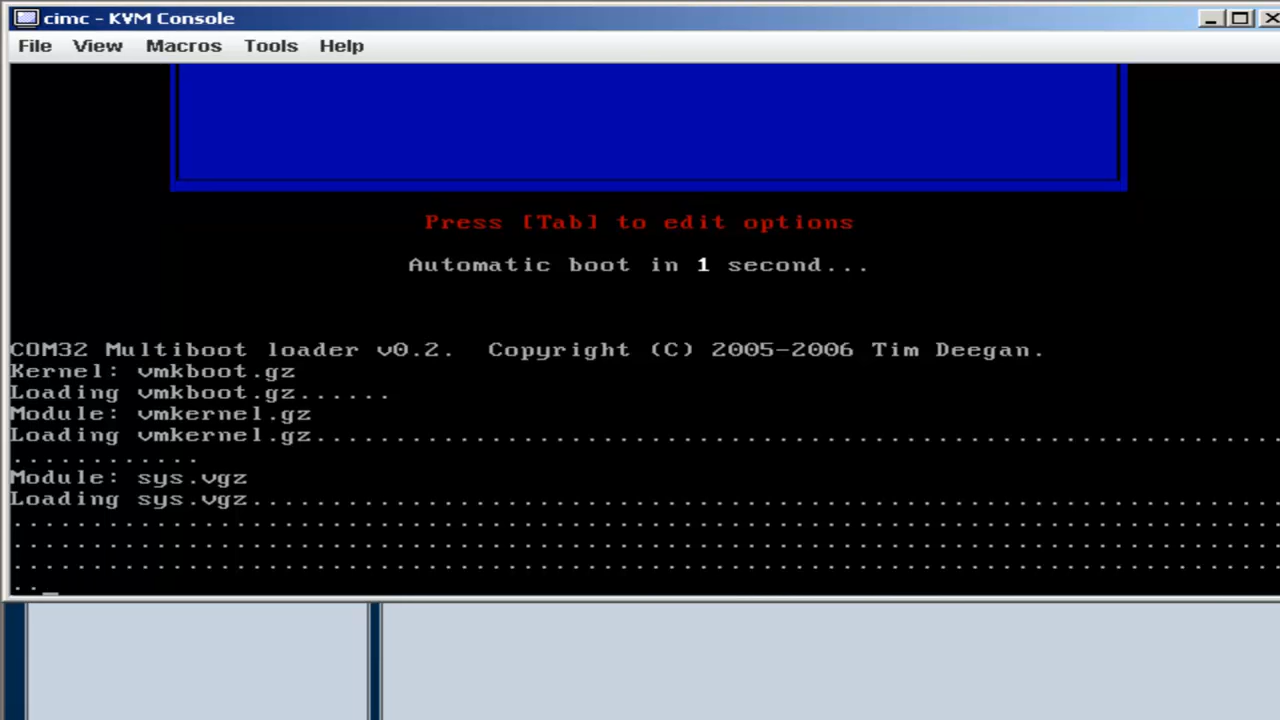 cimc - KVM Console
File View Macros Tools Help
Press [Tab] to edit options
Automatic boot in 1 second...
COM32 Multiboot loader v0.2. Copyright (C) 2005-2006 Tim Deegan.
Kernel: vmkboot.gz
Loading vmkboot.gz......
Module: vmkernel.gz
Loading vmkernel.gz.............................................................
............
Module: sys.vgz
Loading sys.vgz.................................................................
................................................................................
................................................................................
................................................................................
.._